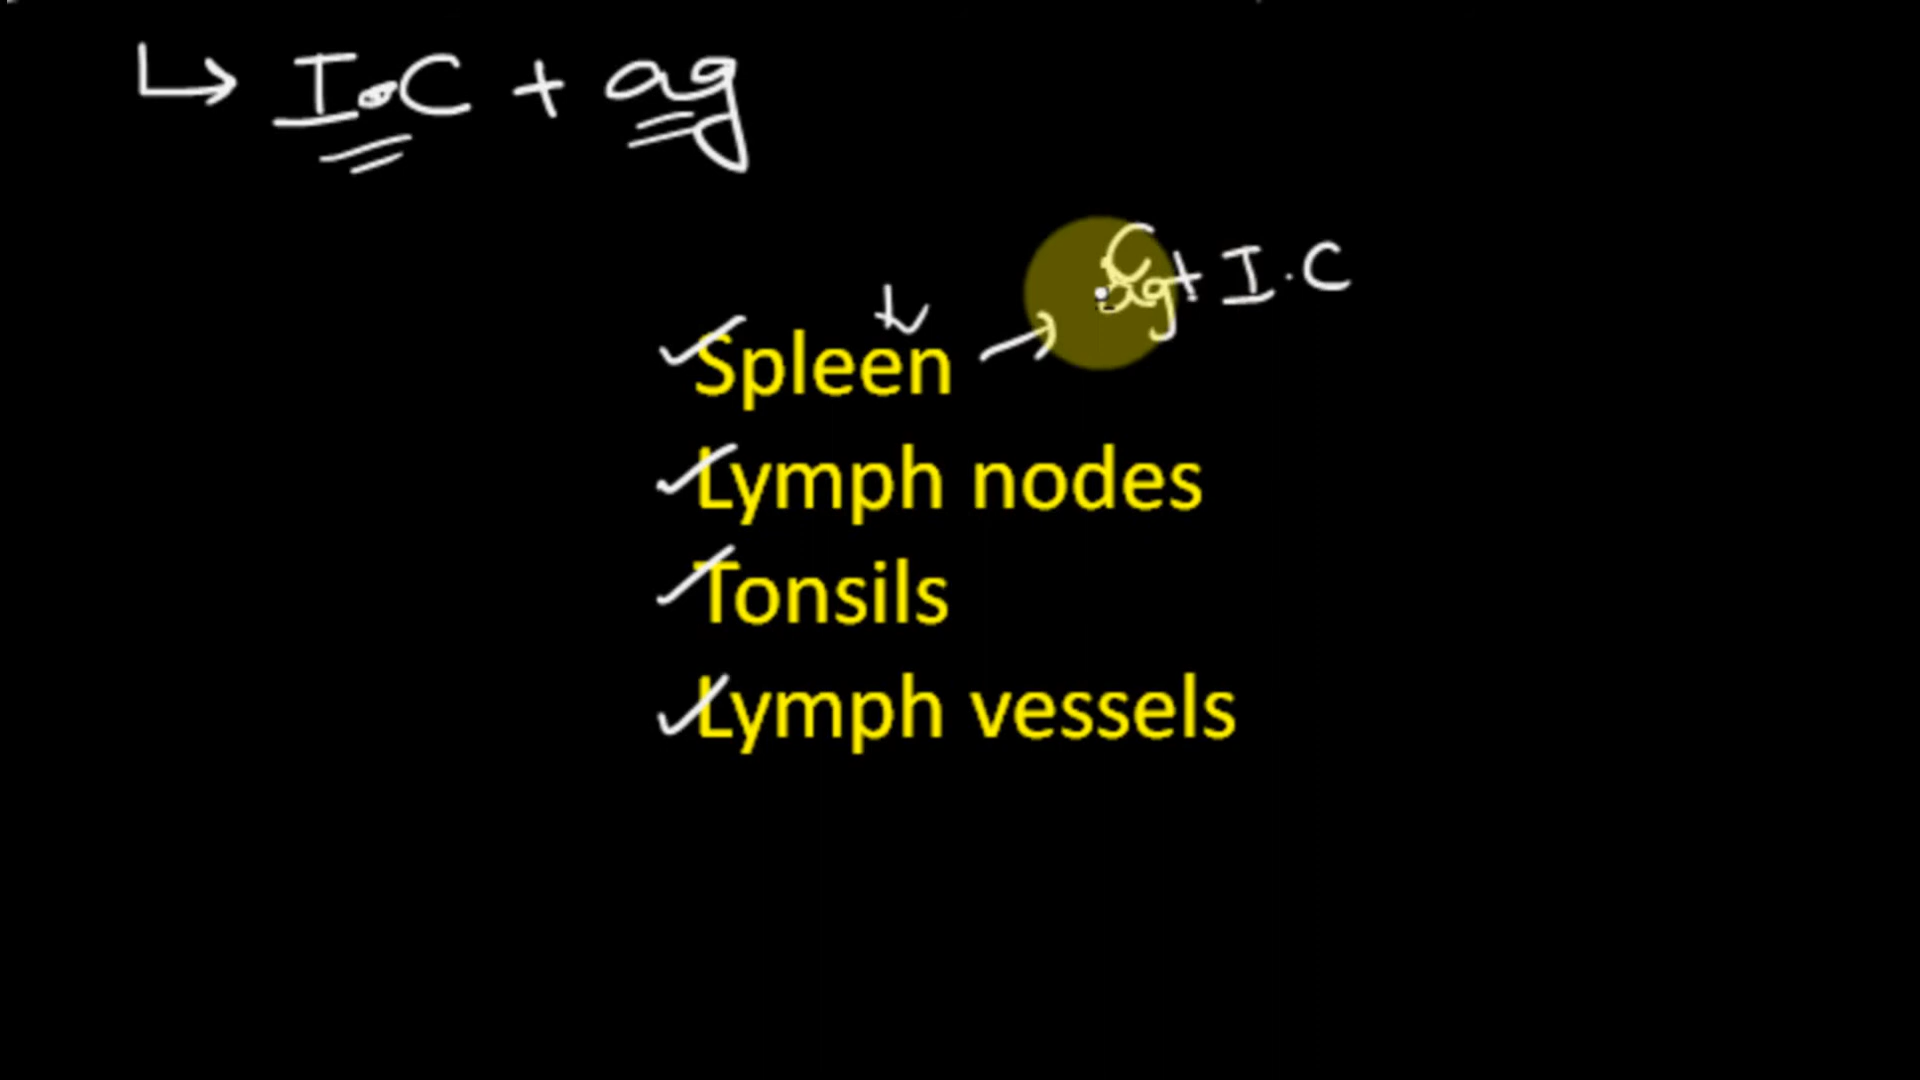 I.C + ag
ag + I.C
Spleen
Lymph nodes
Tonsils
Lymph vessels